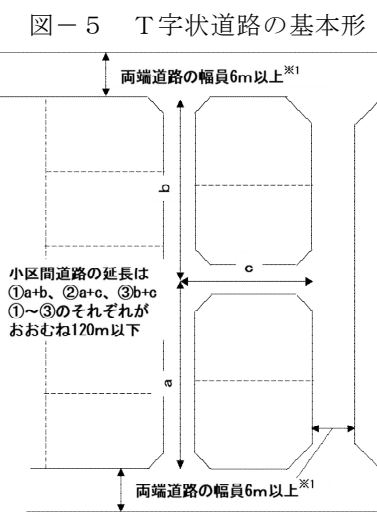 図－５　Ｔ字状道路の基本形
両端道路の幅員6m以上※1
b
c
小区間道路の延長は
①a+b、②a+c、③b+c
①～③のそれぞれが
おおむね120m以下
a
両端道路の幅員6m以上※1